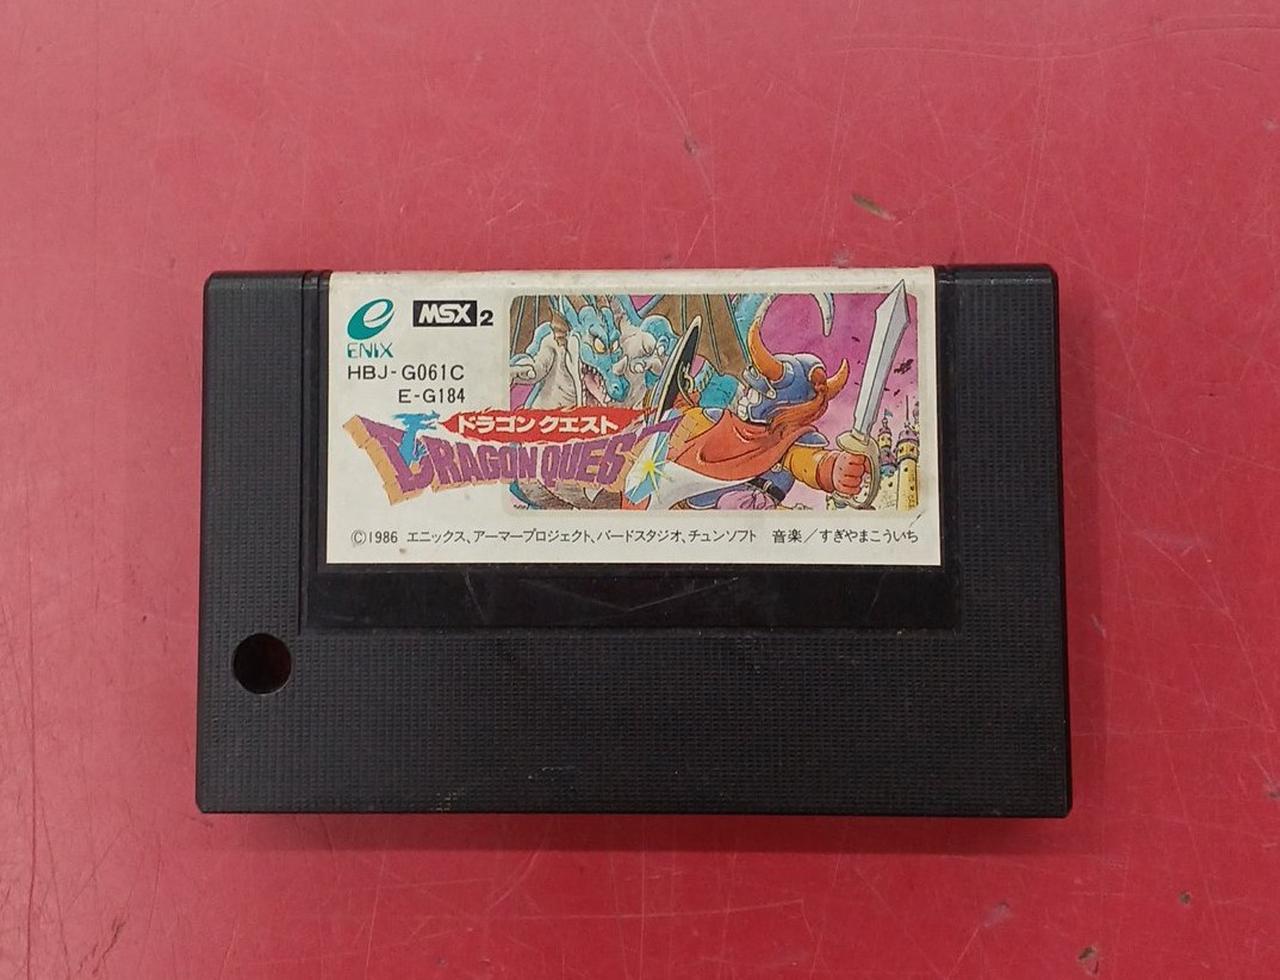 ENIX
MSX2
HBJ-G061C
E-G184
ドラゴンクエスト
DRAGON QUEST
©1986 エニックス、アーマープロジェクト、バードスタジオ、チュンソフト 音楽／すぎやまこういち